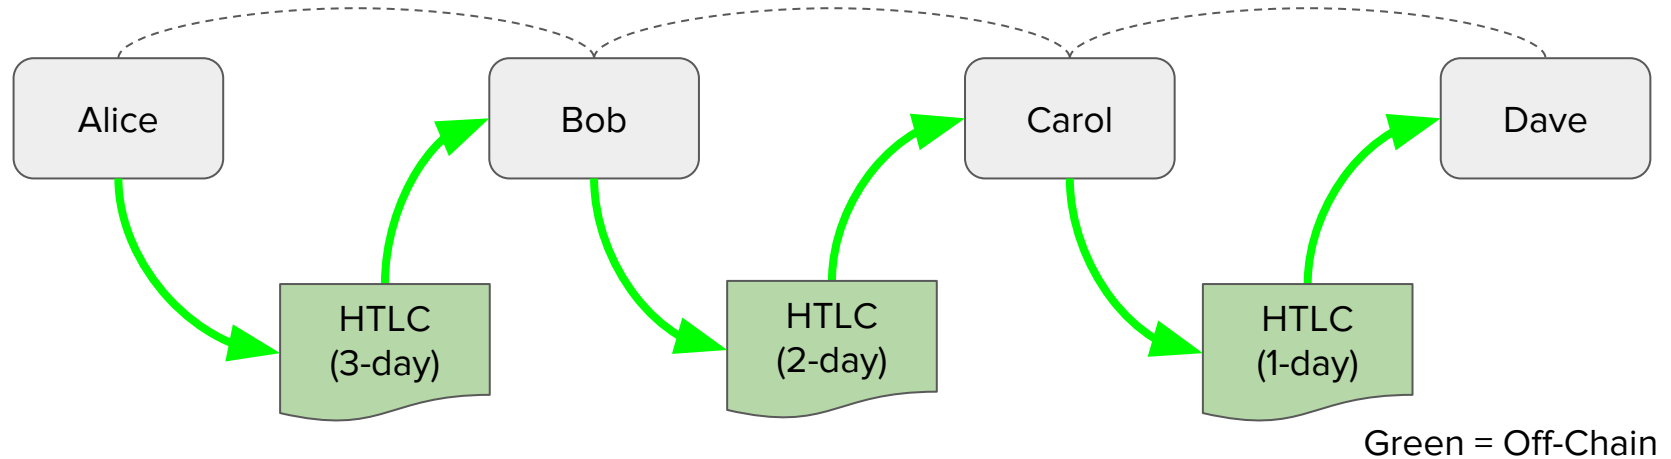 Alice
Bob
Carol
Dave
HTLC
(3-day)
HTLC
(2-day)
HTLC
(1-day)
Green = Off-Chain